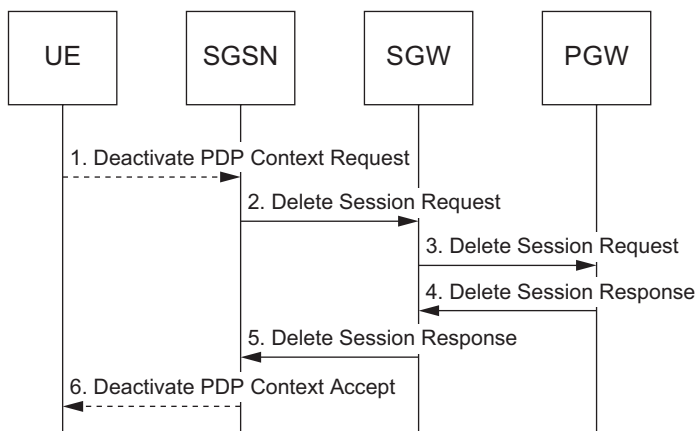 UE
SGSN
SGW
PGW
1. Deactivate PDP Context Request
2. Delete Session Request
3. Delete Session Request
4. Delete Session Response
5. Delete Session Response
6. Deactivate PDP Context Accept